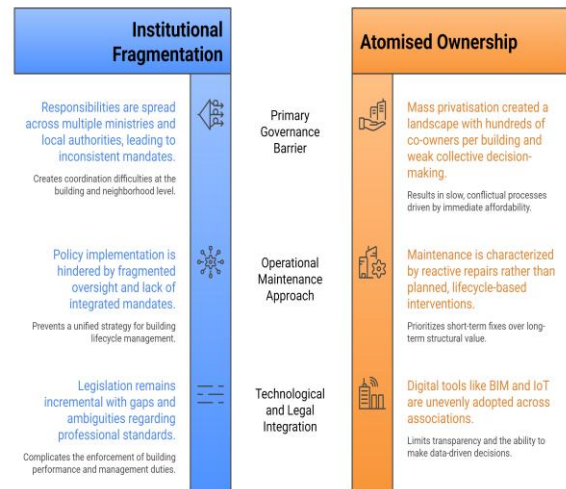 Institutional
Fragmentation
Atomised Ownership
Responsibilities are spread
across multiple ministries and
local authorities, leading to
inconsistent mandates.
Creates coordination difficulties at the
building and neighborhood level.
Primary
Governance
Barrier
Mass privatisation created a
landscape with hundreds of
co-owners per building and
weak collective decision-
making.
Results in slow, conflictual processes
driven by immediate affordability.
Policy implementation is
hindered by fragmented
oversight and lack of
integrated mandates.
Prevents a unified strategy for building
lifecycle management.
Operational
Maintenance
Approach
Maintenance is characterized
by reactive repairs rather than
planned, lifecycle-based
interventions.
Prioritizes short-term fixes over long-
term structural value.
Legislation remains
incremental with gaps and
ambiguities regarding
professional standards.
Complicates the enforcement of building
performance and management duties.
Technological
and Legal
Integration
Digital tools like BIM and IoT
are unevenly adopted across
associations.
Limits transparency and the ability to
make data-driven decisions.